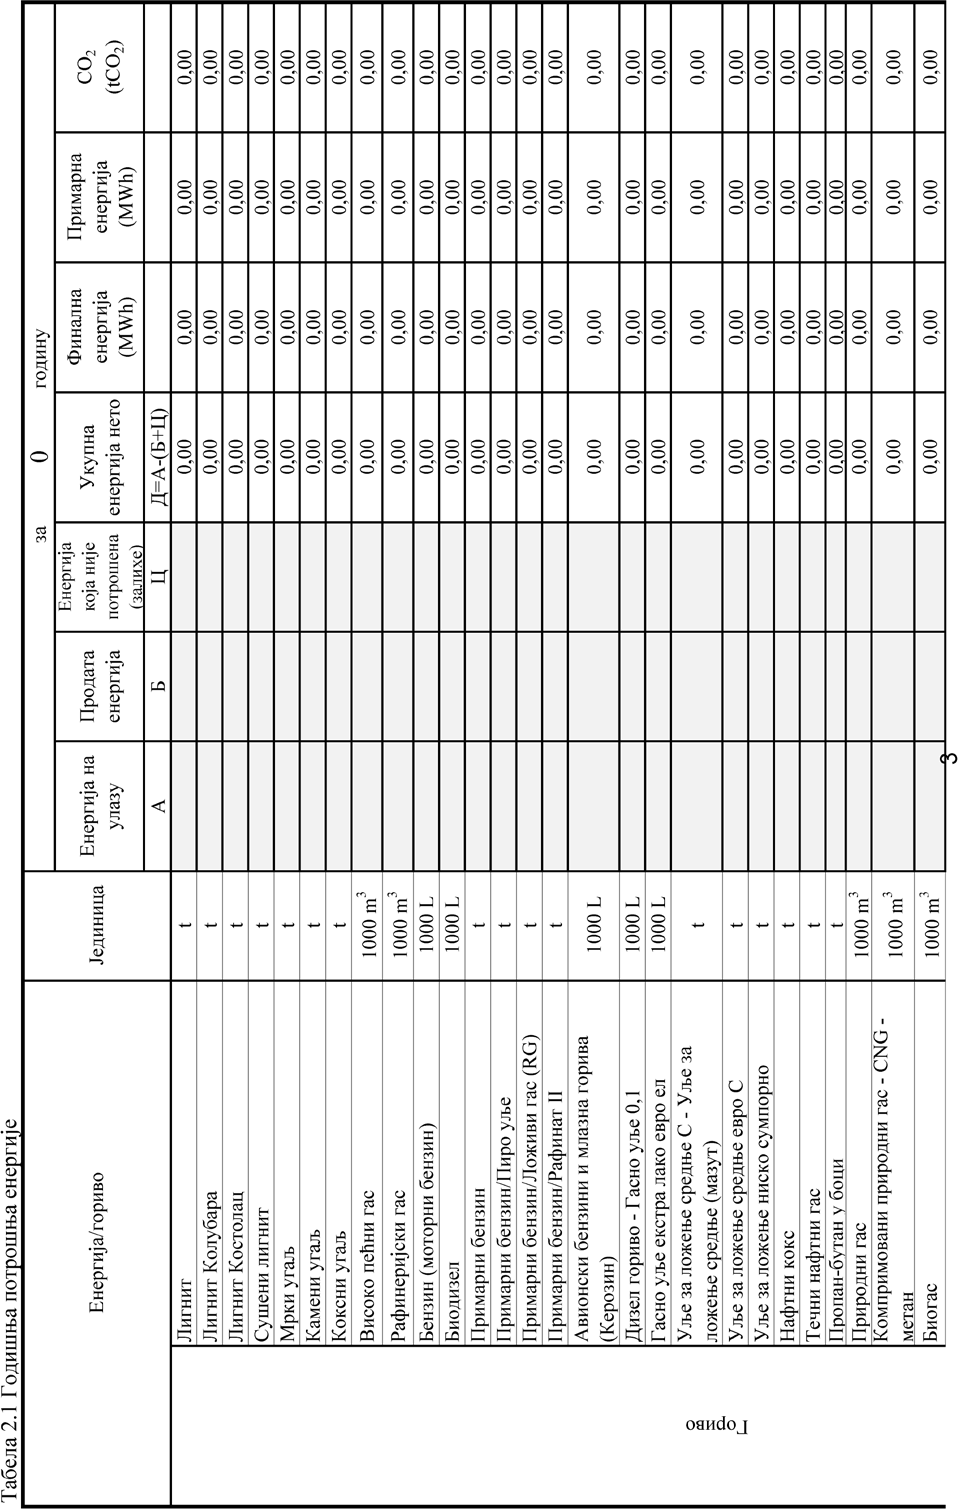 Табела 2.1 Годишња потрошња енергије
Енергија/гориво Јединица за 0 годину
Енергија на улазу Продата енергија Енергија која није потрошена (залихе) Укупна енергија нето Финална енергија (MWh) Примарна енергија (MWh) CO2 (tCO2)
А Б Ц Д=А-(Б+Ц)
Гориво
Лигнит t 0,00 0,00 0,00 0,00
Лигнит Колубара t 0,00 0,00 0,00 0,00
Лигнит Костолац t 0,00 0,00 0,00 0,00
Сушени лигнит t 0,00 0,00 0,00 0,00
Мрки угаљ t 0,00 0,00 0,00 0,00
Камени угаљ t 0,00 0,00 0,00 0,00
Коксни угаљ t 0,00 0,00 0,00 0,00
Високо пећни гас 1000 m³ 0,00 0,00 0,00 0,00
Рафинеријски гас 1000 m³ 0,00 0,00 0,00 0,00
Бензин (моторни бензин) 1000 L 0,00 0,00 0,00 0,00
Биодизел 1000 L 0,00 0,00 0,00 0,00
Примарни бензин t 0,00 0,00 0,00 0,00
Примарни бензин/Пиро уље t 0,00 0,00 0,00 0,00
Примарни бензин/Ложиви гас (RG) t 0,00 0,00 0,00 0,00
Примарни бензин/Рафинат II t 0,00 0,00 0,00 0,00
Авионски бензини и млазна горива
(Керозин) 1000 L 0,00 0,00 0,00 0,00
Дизел гориво - Гасно уље 0,1 1000 L 0,00 0,00 0,00 0,00
Гасно уље екстра лако евро ел 1000 L 0,00 0,00 0,00 0,00
Уље за ложење средње С - Уље за
ложење средње (мазут) t 0,00 0,00 0,00 0,00
Уље за ложење средње евро С t 0,00 0,00 0,00 0,00
Уље за ложење ниско сумпорно t 0,00 0,00 0,00 0,00
Нафтни кокс t 0,00 0,00 0,00 0,00
Течни нафтни гас t 0,00 0,00 0,00 0,00
Пропан-бутан у боци t 0,00 0,00 0,00 0,00
Природни гас 1000 m³ 0,00 0,00 0,00 0,00
Компримовани природни гас - CNG -
метан 1000 m³ 0,00 0,00 0,00 0,00
Биогас 1000 m³ 0,00 0,00 0,00 0,00
3